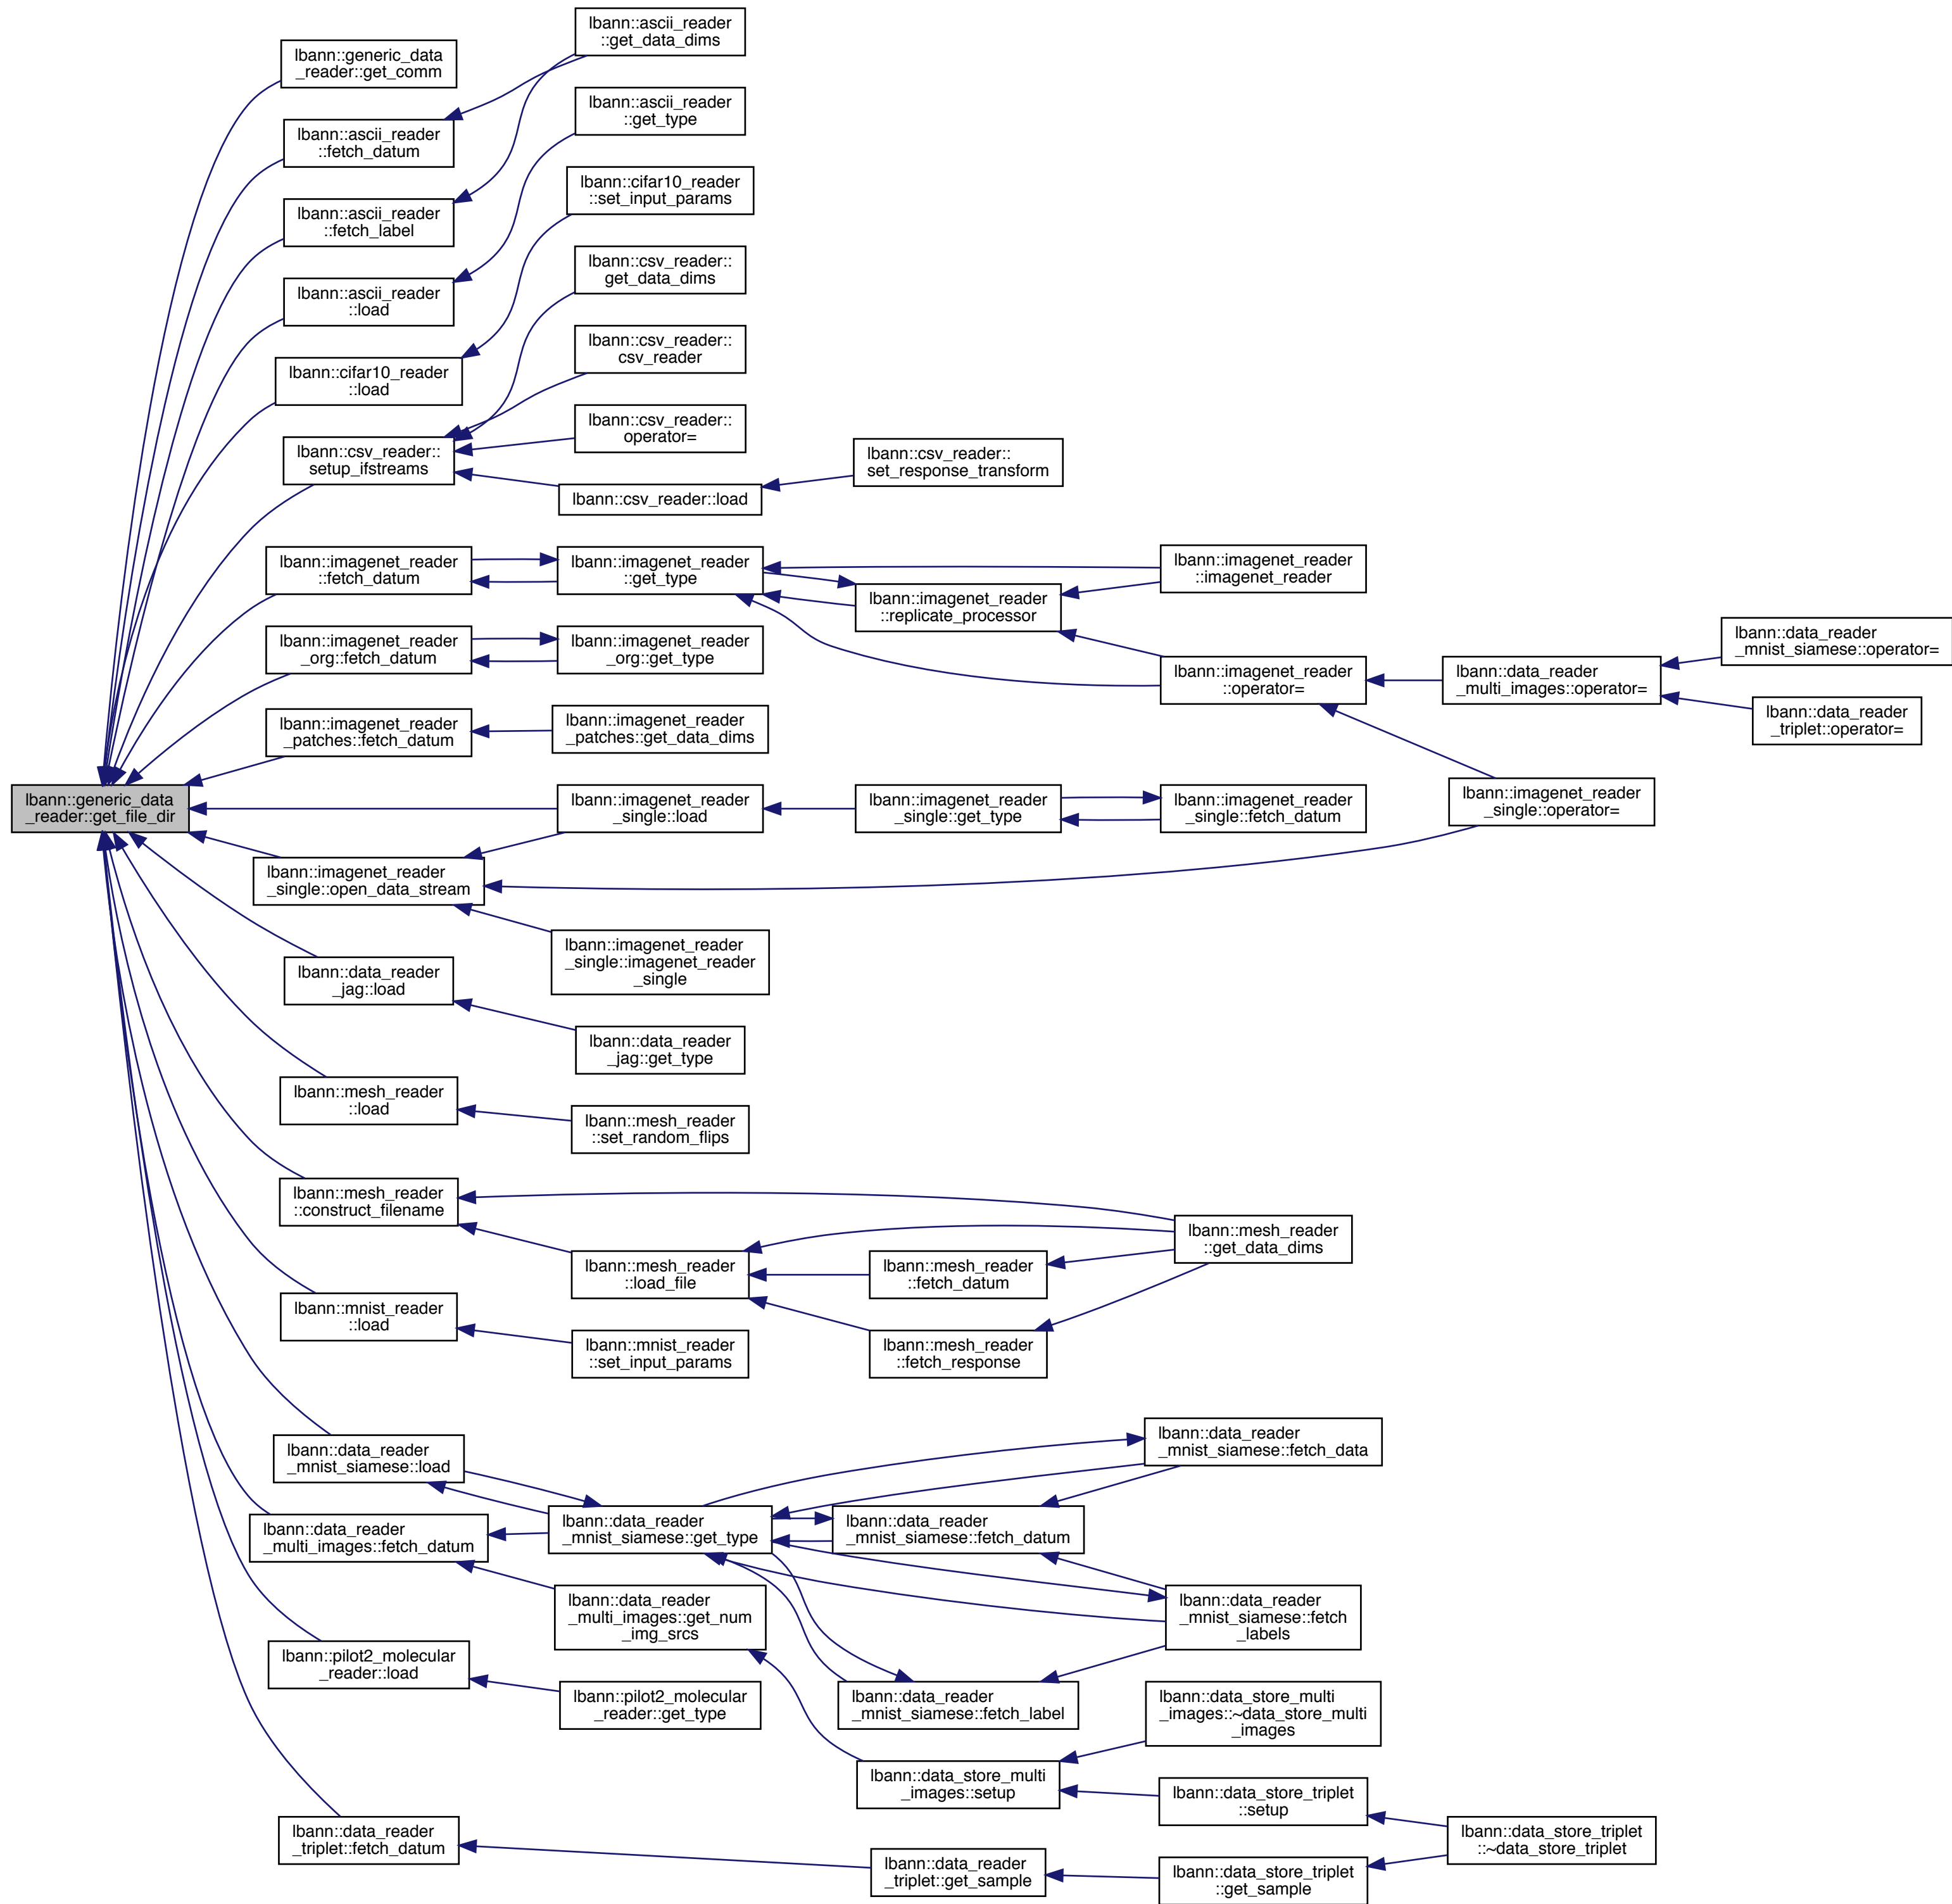 lbann::generic_data
_reader::get_file_dir
lbann::generic_data
_reader::get_comm
lbann::ascii_reader
::fetch_datum
lbann::ascii_reader
::fetch_label
lbann::ascii_reader
::load
lbann::cifar10_reader
::load
lbann::csv_reader::
setup_ifstreams
lbann::imagenet_reader
::fetch_datum
lbann::imagenet_reader
_org::fetch_datum
lbann::imagenet_reader
_patches::fetch_datum
lbann::imagenet_reader
_single::open_data_stream
lbann::data_reader
_jag::load
lbann::mesh_reader
::load
lbann::mesh_reader
::construct_filename
lbann::mnist_reader
::load
lbann::data_reader
_mnist_siamese::load
lbann::data_reader
_multi_images::fetch_datum
lbann::pilot2_molecular
_reader::load
lbann::data_reader
_triplet::fetch_datum
lbann::ascii_reader
::get_data_dims
lbann::ascii_reader
::get_type
lbann::cifar10_reader
::set_input_params
lbann::csv_reader::
get_data_dims
lbann::csv_reader::
csv_reader
lbann::csv_reader::
operator=
lbann::csv_reader::load
lbann::imagenet_reader
::get_type
lbann::imagenet_reader
_org::get_type
lbann::imagenet_reader
_patches::get_data_dims
lbann::imagenet_reader
_single::load
lbann::imagenet_reader
_single::imagenet_reader
_single
lbann::data_reader
_jag::get_type
lbann::mesh_reader
::set_random_flips
lbann::mesh_reader
::load_file
lbann::mnist_reader
::set_input_params
lbann::data_reader
_mnist_siamese::get_type
lbann::data_reader
_multi_images::get_num
_img_srcs
lbann::pilot2_molecular
_reader::get_type
lbann::csv_reader::
set_response_transform
lbann::imagenet_reader
::replicate_processor
lbann::imagenet_reader
_single::get_type
lbann::mesh_reader
::fetch_datum
lbann::mesh_reader
::fetch_response
lbann::data_reader
_mnist_siamese::fetch_datum
lbann::data_reader
_mnist_siamese::fetch_label
lbann::data_store_multi
_images::setup
lbann::data_reader
_triplet::get_sample
lbann::imagenet_reader
::imagenet_reader
lbann::imagenet_reader
::operator=
lbann::imagenet_reader
_single::fetch_datum
lbann::mesh_reader
::get_data_dims
lbann::data_reader
_mnist_siamese::fetch_data
lbann::data_reader
_mnist_siamese::fetch
_labels
lbann::data_store_multi
_images::~data_store_multi
_images
lbann::data_store_triplet
::setup
lbann::data_store_triplet
::get_sample
lbann::data_reader
_multi_images::operator=
lbann::imagenet_reader
_single::operator=
lbann::data_store_triplet
::~data_store_triplet
lbann::data_reader
_mnist_siamese::operator=
lbann::data_reader
_triplet::operator=